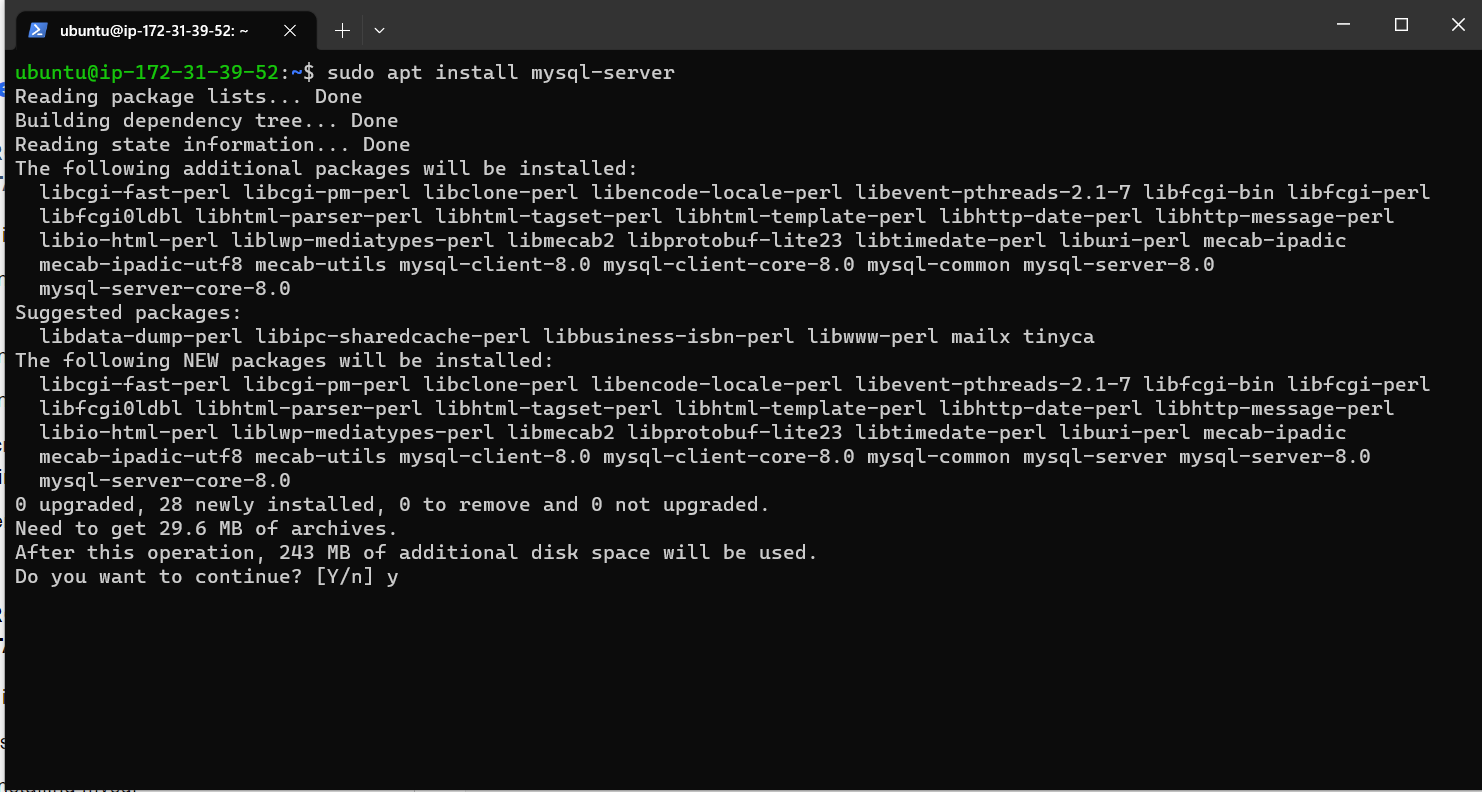 ubuntu@ip-172-31-39-52: ~
ubuntu@ip-172-31-39-52:~$ sudo apt install mysql-server
Reading package lists... Done
Building dependency tree... Done
Reading state information... Done
The following additional packages will be installed:
  libcgi-fast-perl libcgi-pm-perl libclone-perl libencode-locale-perl libevent-pthreads-2.1-7 libfcgi-bin libfcgi-perl
  libfcgi0ldbl libhtml-parser-perl libhtml-tagset-perl libhtml-template-perl libhttp-date-perl libhttp-message-perl
  libio-html-perl liblwp-mediatypes-perl libmecab2 libprotobuf-lite23 libtimedate-perl liburi-perl mecab-ipadic
  mecab-ipadic-utf8 mecab-utils mysql-client-8.0 mysql-client-core-8.0 mysql-common mysql-server-8.0
  mysql-server-core-8.0
Suggested packages:
  libdata-dump-perl libipc-sharedcache-perl libbusiness-isbn-perl libwww-perl mailx tinyca
The following NEW packages will be installed:
  libcgi-fast-perl libcgi-pm-perl libclone-perl libencode-locale-perl libevent-pthreads-2.1-7 libfcgi-bin libfcgi-perl
  libfcgi0ldbl libhtml-parser-perl libhtml-tagset-perl libhtml-template-perl libhttp-date-perl libhttp-message-perl
  libio-html-perl liblwp-mediatypes-perl libmecab2 libprotobuf-lite23 libtimedate-perl liburi-perl mecab-ipadic
  mecab-ipadic-utf8 mecab-utils mysql-client-8.0 mysql-client-core-8.0 mysql-common mysql-server mysql-server-8.0
  mysql-server-core-8.0
0 upgraded, 28 newly installed, 0 to remove and 0 not upgraded.
Need to get 29.6 MB of archives.
After this operation, 243 MB of additional disk space will be used.
Do you want to continue? [Y/n] y